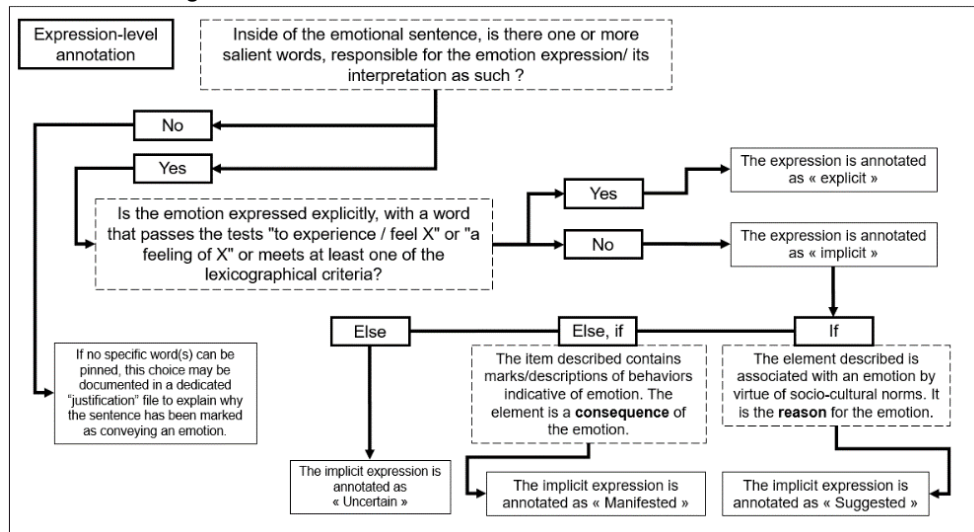 Expression-level
annotation
Inside of the emotional sentence, is there one or more
salient words, responsible for the emotion expression/ its
interpretation as such ?
No
Yes
Is the emotion expressed explicitly, with a word
that passes the tests "to experience / feel X" or "a
feeling of X" or meets at least one of the
lexicographical criteria?
Yes
The expression is annotated
as « explicit »
No
The expression is annotated
as « implicit »
Else
Else, if
If
If no specific word(s) can be
pinned, this choice may be
documented in a dedicated
"justification" file to explain why
the sentence has been marked
as conveying an emotion.
The item described contains
marks/descriptions of behaviors
indicative of emotion. The
element is a consequence of
the emotion.
The element described is
associated with an emotion by
virtue of socio-cultural norms. It
is the reason for the emotion.
The implicit expression is
annotated as
« Uncertain »
The implicit expression is
annotated as « Manifested »
The implicit expression is
annotated as « Suggested »